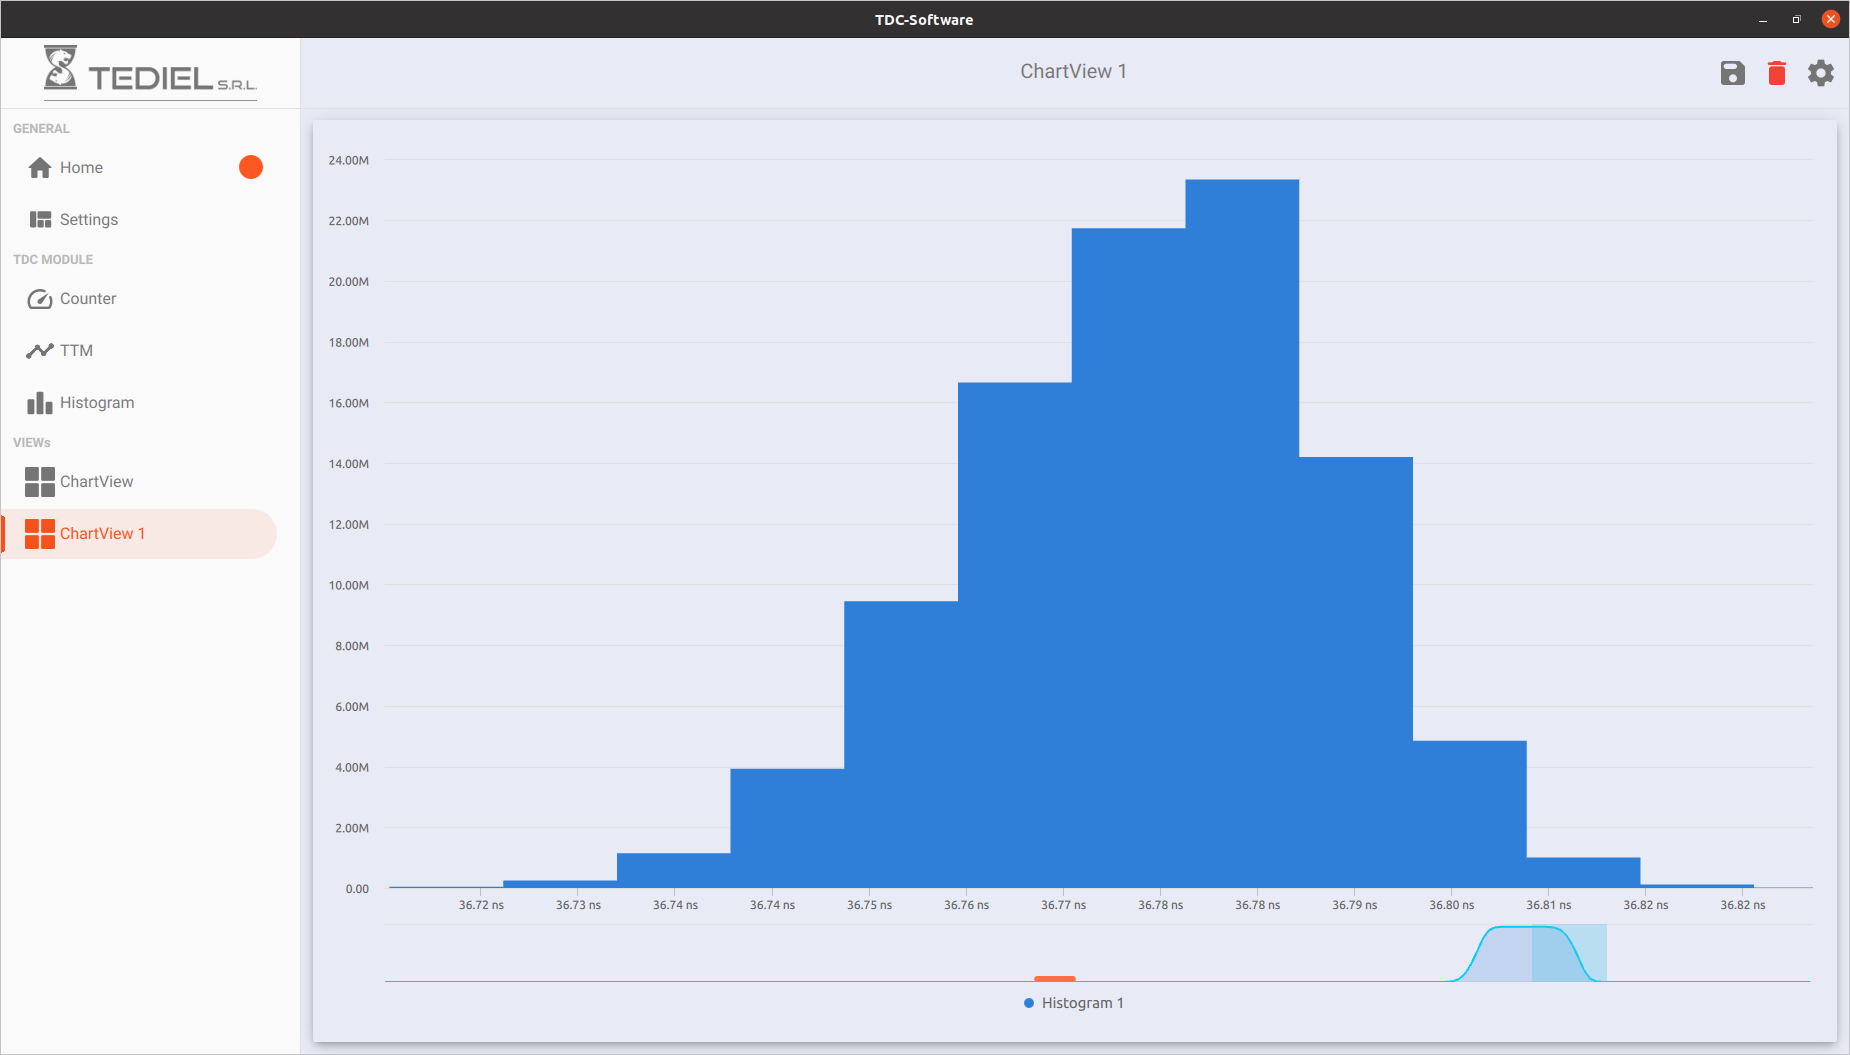 TDC-Software
TEDIEL S.R.L.
ChartView 1
GENERAL
Home
Settings
TDC MODULE
Counter
TTM
Histogram
VIEWs
ChartView
ChartView 1
24.00M
22.00M
20.00M
18.00M
16.00M
14.00M
12.00M
10.00M
8.00M
6.00M
4.00M
2.00M
0.00
36.72 ns 36.73 ns 36.74 ns 36.74 ns 36.75 ns 36.76 ns 36.77 ns 36.78 ns 36.78 ns 36.79 ns 36.80 ns 36.81 ns 36.82 ns 36.82 ns
Histogram 1